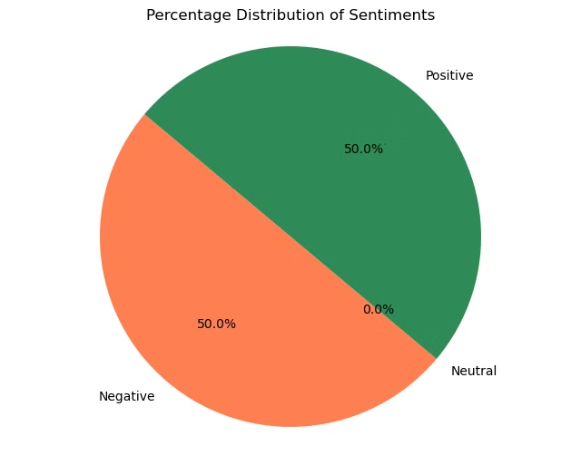 Percentage Distribution of Sentiments
Positive
50.0%
0.0%
50.0%
Neutral
Negative